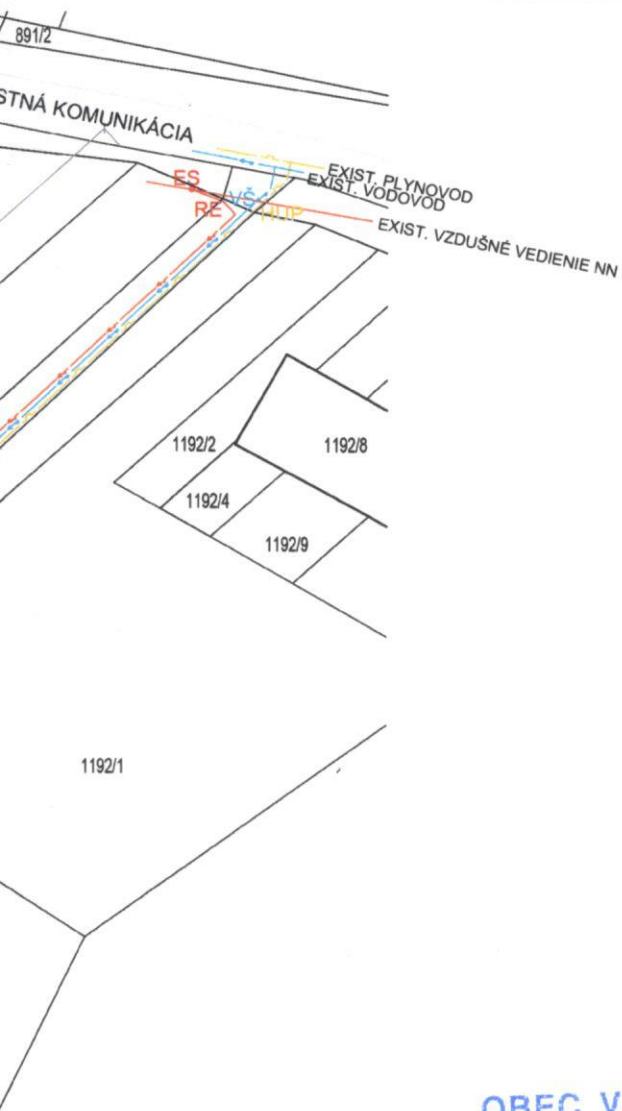 891/2
STNÁ KOMUNIKÁCIA
EXIST. PLYNOVOD
EXIST. VODOVOD
ES
VŠ
RE
HUP
EXIST. VZDUŠNÉ VEDIENIE NN
1192/2
1192/8
1192/4
1192/9
1192/1
OBEC V